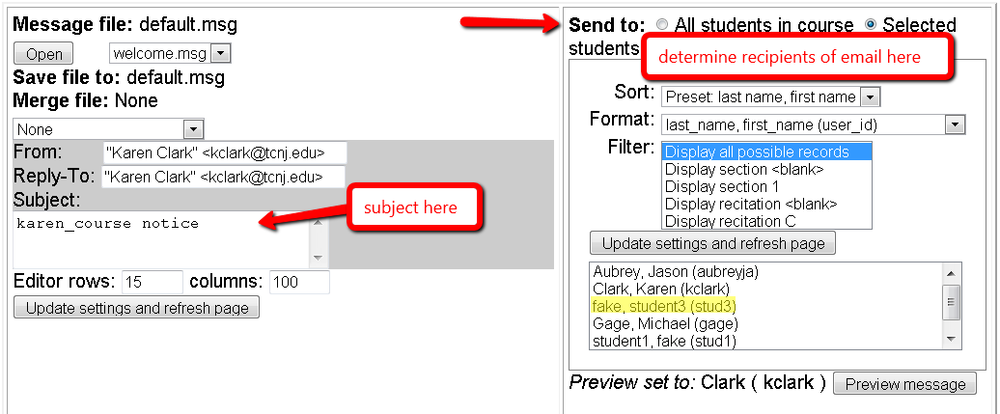 Message file: default.msg
Open welcome.msg
Save file to: default.msg
Merge file: None
None
From: "Karen Clark" <kclark@tcnj.edu>
Reply-To: "Karen Clark" <kclark@tcnj.edu>
Subject:
subject here
karen_course notice
Editor rows: 15 columns: 100
Update settings and refresh page
Send to: All students in course Selected
students
determine recipients of email here
Sort: Preset: last name, first name
Format: last_name, first_name (user_id)
Filter: Display all possible records
Display section <blank>
Display section 1
Display recitation <blank>
Display recitation C
Update settings and refresh page
Aubrey, Jason (aubreyja)
Clark, Karen (kclark)
fake, student3 (stud3)
Gage, Michael (gage)
student1, fake (stud1)
Preview set to: Clark ( kclark ) Preview message